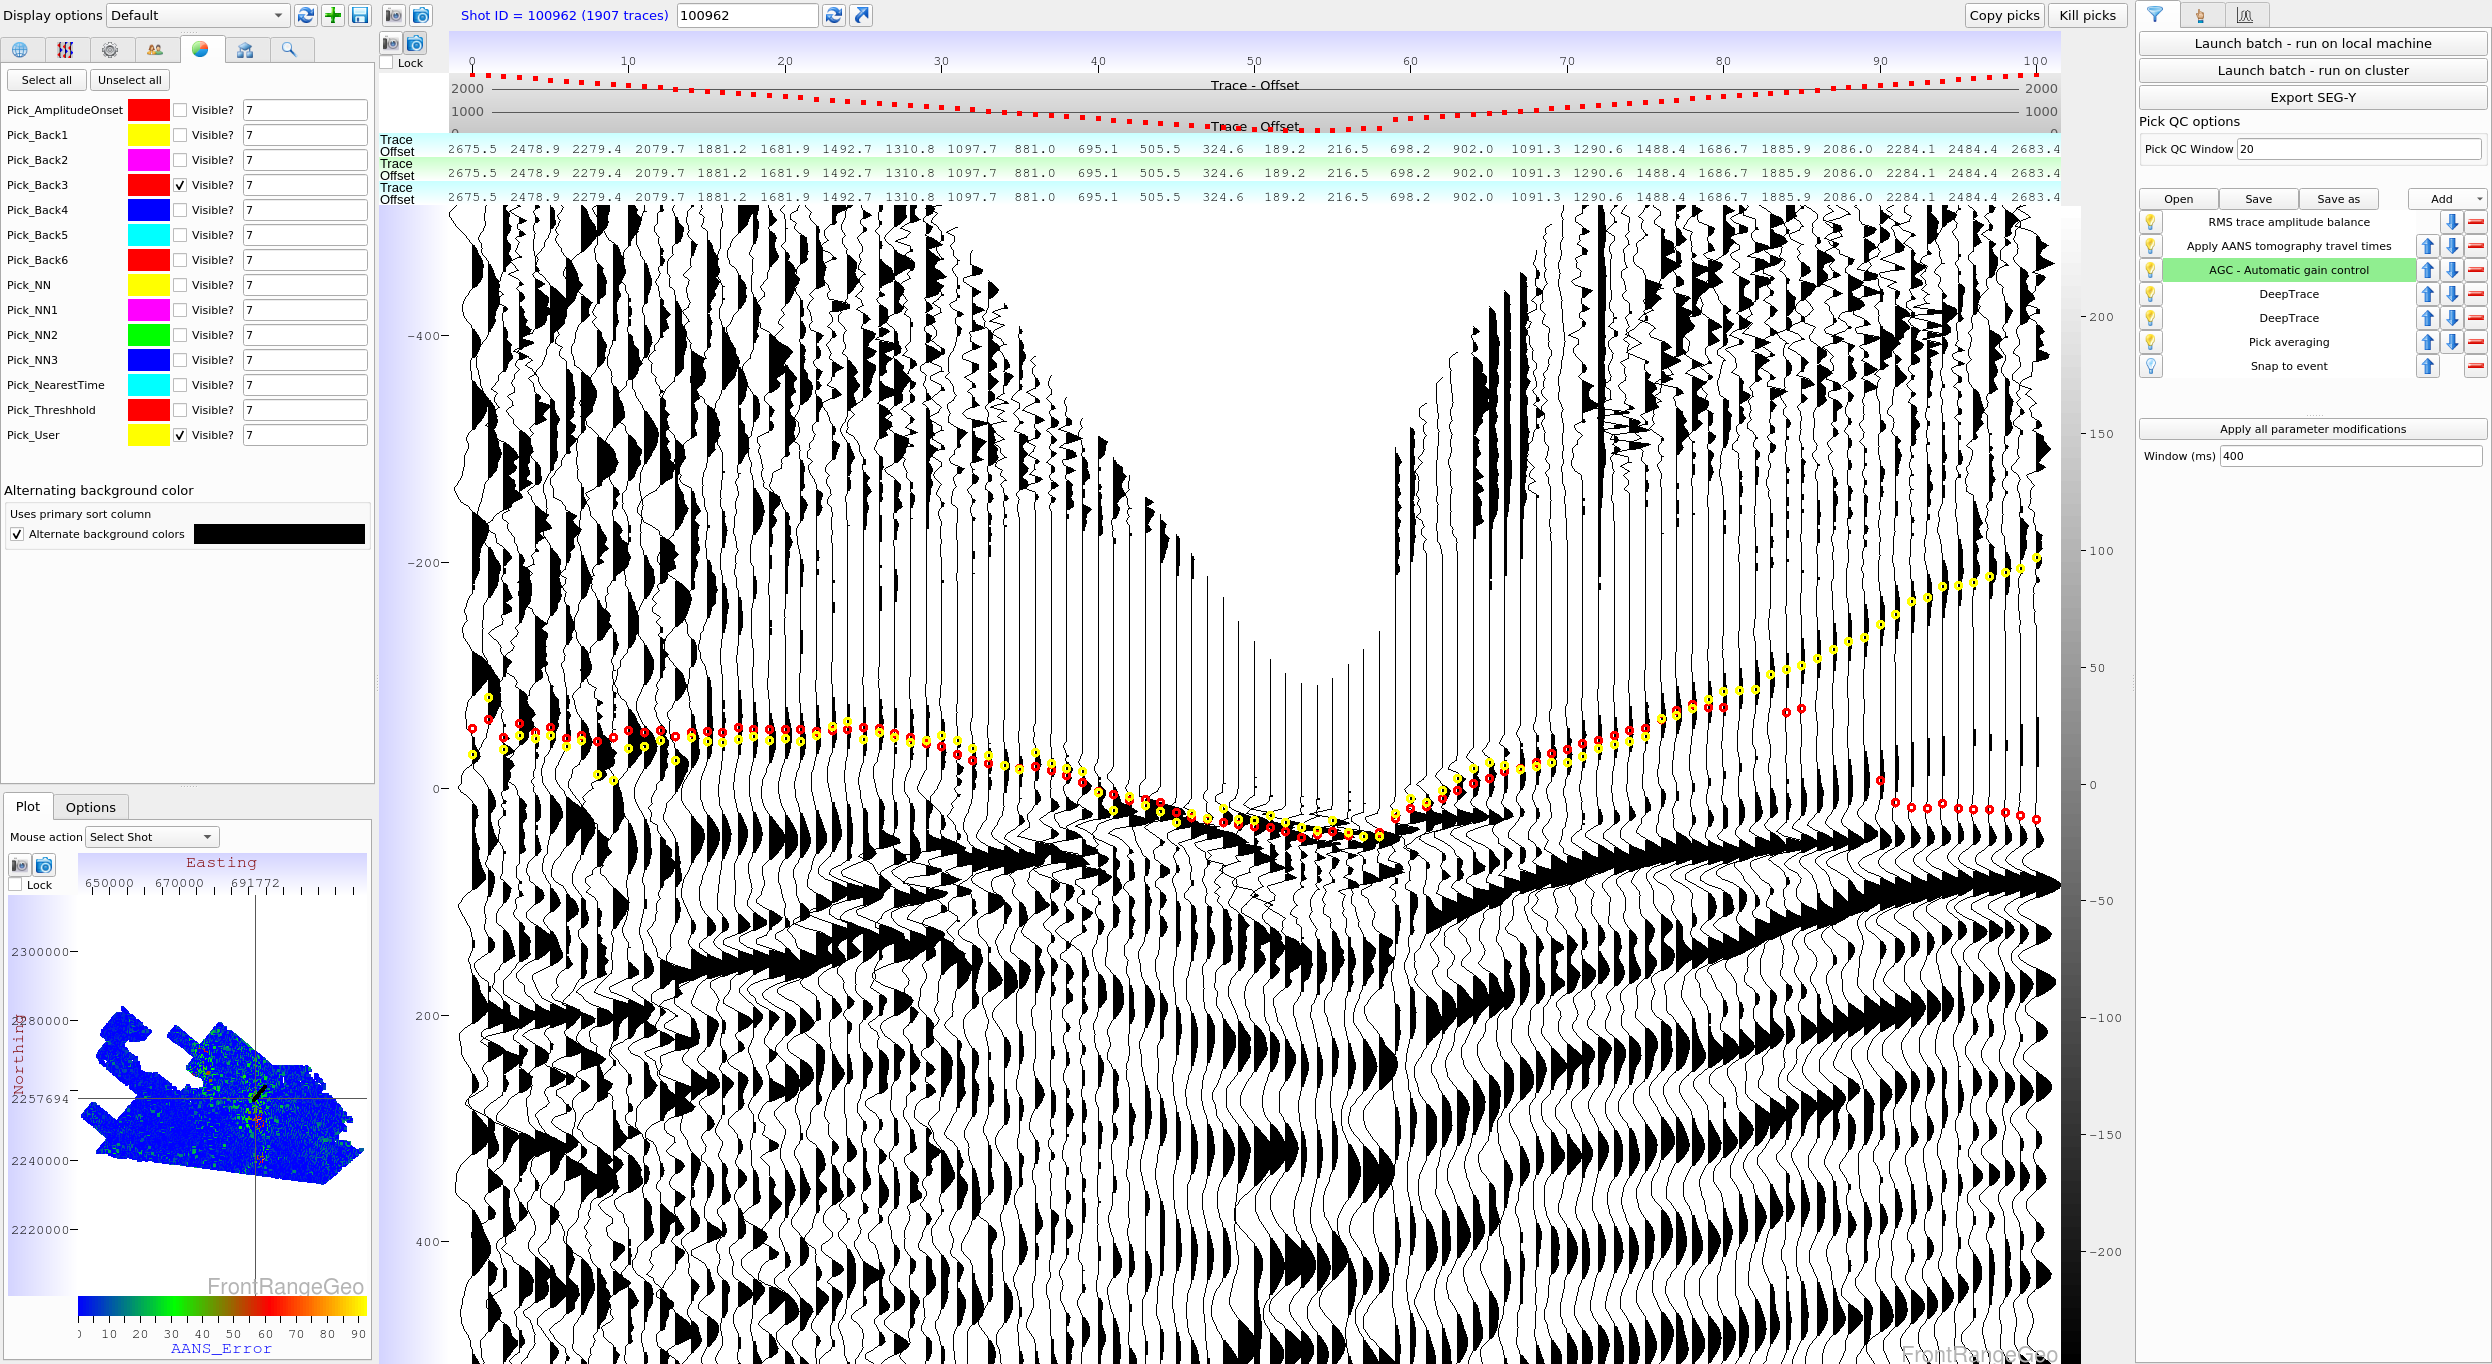 Display options Default
Shot ID = 100962 (1907 traces) 100962
Copy picks Kill picks
Lock
Select all Unselect all
Pick_AmplitudeOnset Visible? 7
Pick_Back1 Visible? 7
Pick_Back2 Visible? 7
Pick_Back3 Visible? 7
Pick_Back4 Visible? 7
Pick_Back5 Visible? 7
Pick_Back6 Visible? 7
Pick_NN Visible? 7
Pick_NN1 Visible? 7
Pick_NN2 Visible? 7
Pick_NN3 Visible? 7
Pick_NearestTime Visible? 7
Pick_Threshhold Visible? 7
Pick_User Visible? 7
Alternating background color
Uses primary sort column
Alternate background colors
Plot Options
Mouse action Select Shot
Lock
Easting
650000 670000 691772
Northing
2300000
2280000
2257694
2240000
2220000
FrontRangeGeo
0 10 20 30 40 50 60 70 80 90
AANS_Error
0 10 20 30 40 50 60 70 80 90 100
Trace - Offset
2000 2000
1000 1000
Trace - Offset
0 0
Trace
Offset 2675.5 2478.9 2279.4 2079.7 1881.2 1681.9 1492.7 1310.8 1097.7 881.0 695.1 505.5 324.6 189.2 216.5 698.2 902.0 1091.3 1290.6 1488.4 1686.7 1885.9 2086.0 2284.1 2484.4 2683.4
Trace
Offset 2675.5 2478.9 2279.4 2079.7 1881.2 1681.9 1492.7 1310.8 1097.7 881.0 695.1 505.5 324.6 189.2 216.5 698.2 902.0 1091.3 1290.6 1488.4 1686.7 1885.9 2086.0 2284.1 2484.4 2683.4
Trace
Offset 2675.5 2478.9 2279.4 2079.7 1881.2 1681.9 1492.7 1310.8 1097.7 881.0 695.1 505.5 324.6 189.2 216.5 698.2 902.0 1091.3 1290.6 1488.4 1686.7 1885.9 2086.0 2284.1 2484.4 2683.4
-400
-200
0
200
400
FrontRangeGeo
200
150
100
50
0
-50
-100
-150
-200
Launch batch - run on local machine
Launch batch - run on cluster
Export SEG-Y
Pick QC options
Pick QC Window 20
Open Save Save as Add
RMS trace amplitude balance
Apply AANS tomography travel times
AGC - Automatic gain control
DeepTrace
DeepTrace
Pick averaging
Snap to event
Apply all parameter modifications
Window (ms) 400